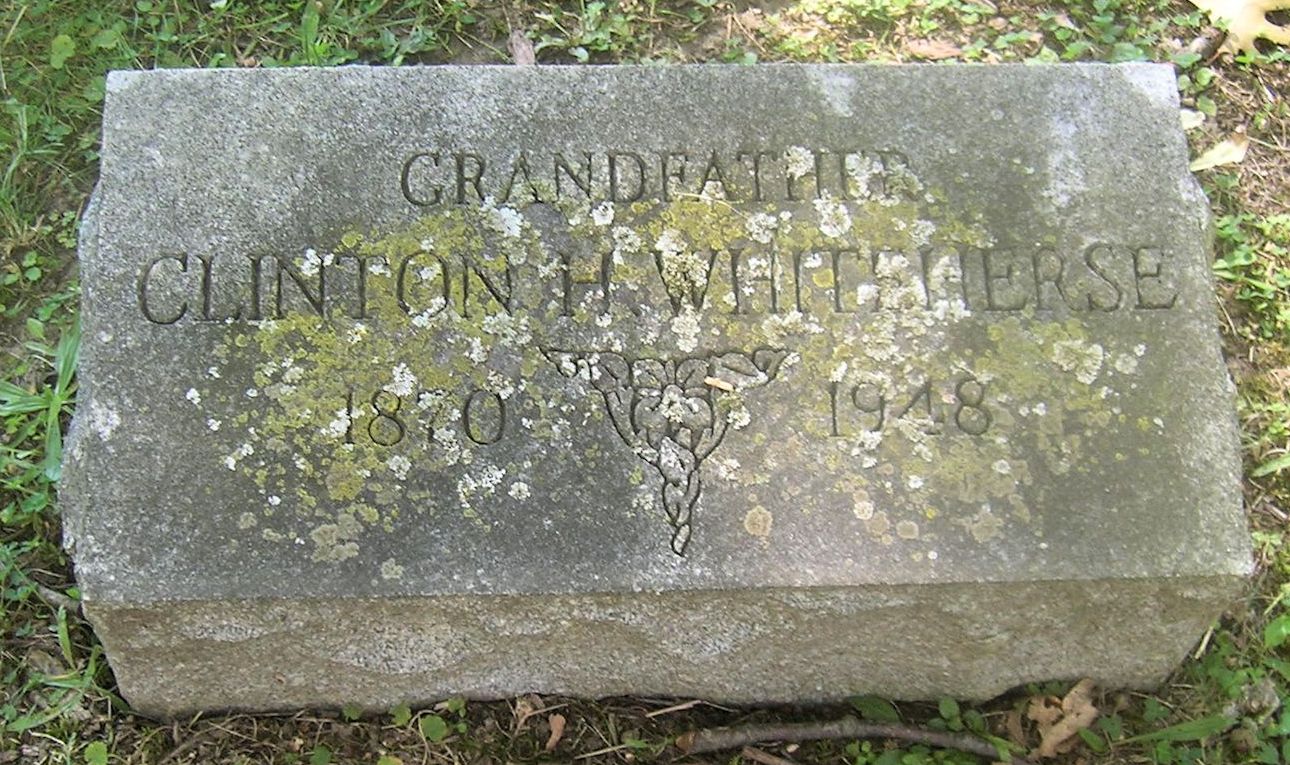 GRANDFATHER
CLINTON H. WHITEHERSE
1870 1948